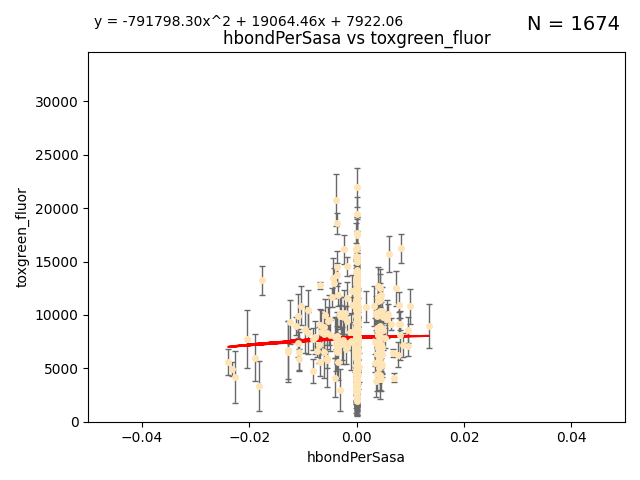 y = -791798.30x^2 + 19064.46x + 7922.06
N = 1674
hbondPerSasa vs toxgreen_fluor
toxgreen_fluor
30000
25000
20000
15000
10000
5000
0
−0.04
−0.02
0.00
0.02
0.04
hbondPerSasa